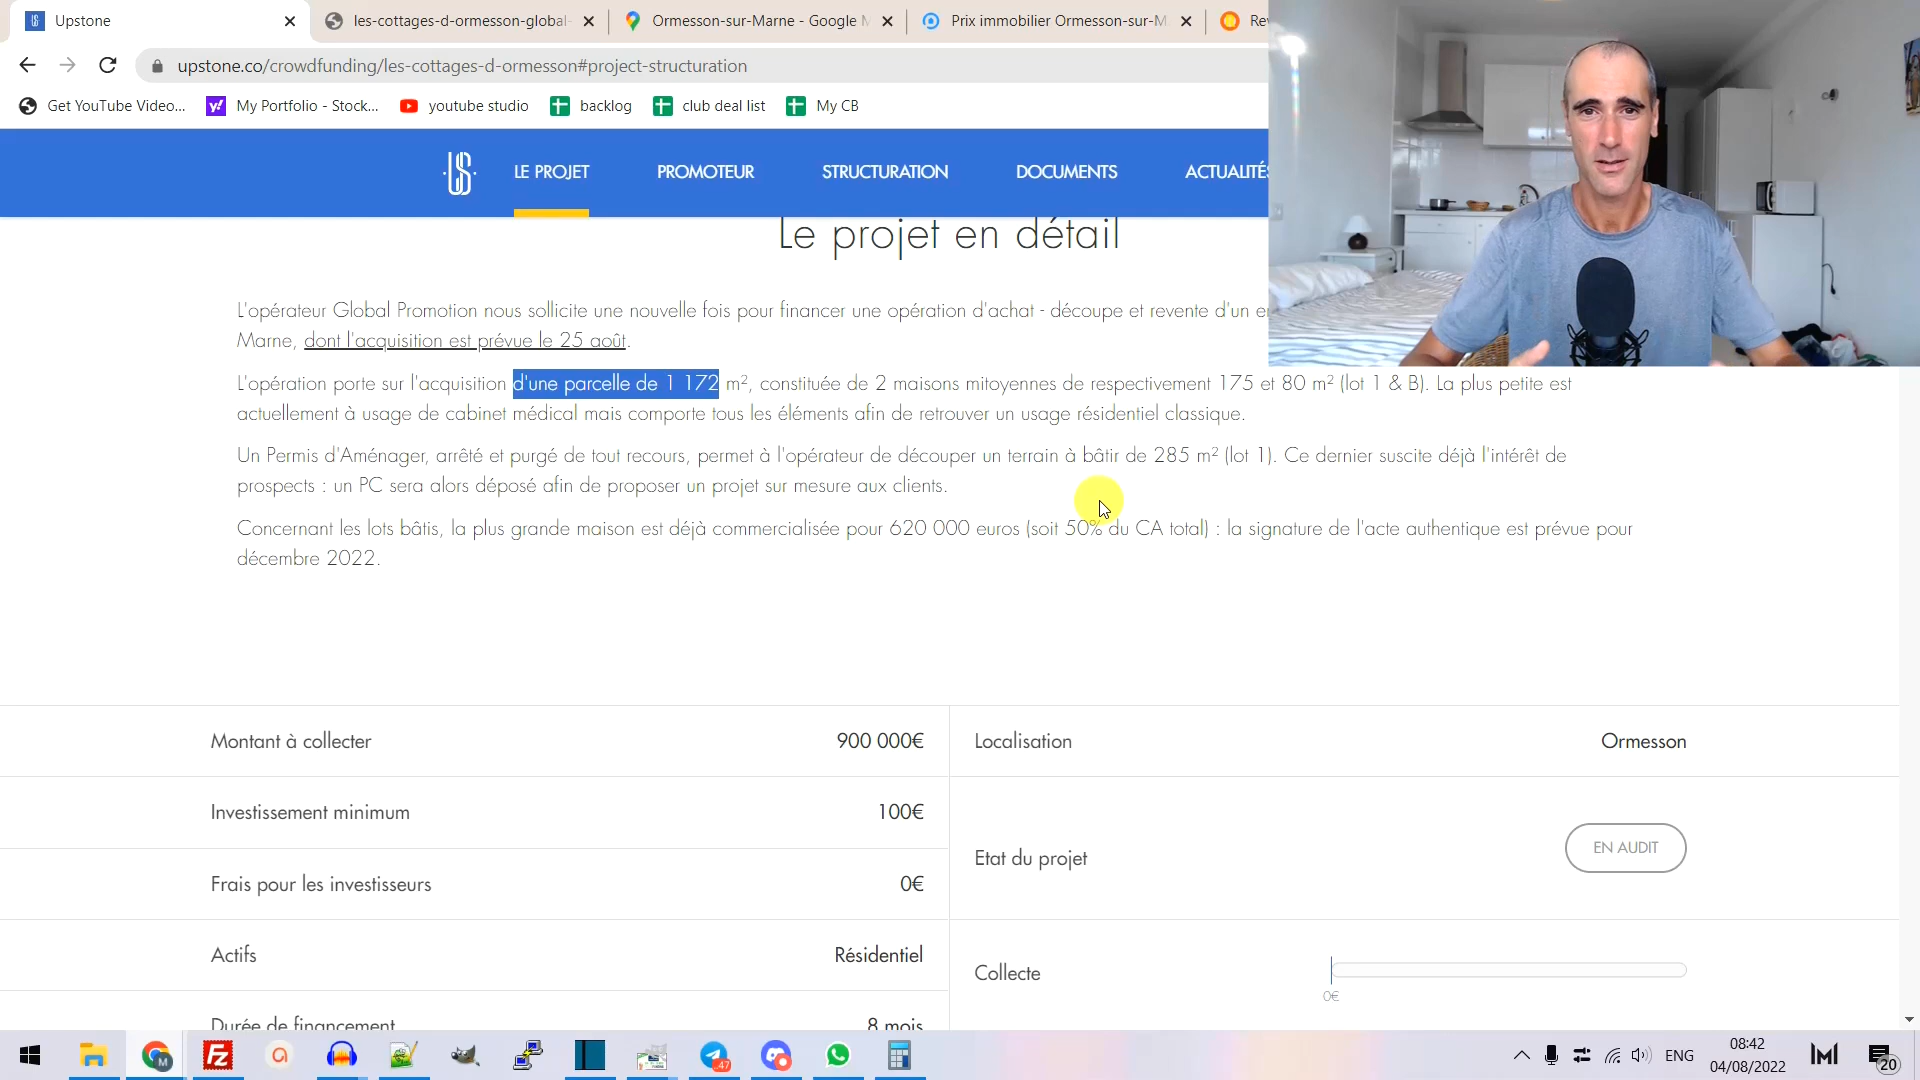 Upstone
les-cottages-d-ormesson-global-
Ormesson-sur-Marne - Google M
Prix immobilier Ormesson-sur-M
Re
upstone.co/crowdfunding/les-cottages-d-ormesson#project-structuration
Get YouTube Video...
My Portfolio - Stock...
youtube studio
backlog
club deal list
My CB
LE PROJET
PROMOTEUR
STRUCTURATION
DOCUMENTS
ACTUALITÉS
Le projet en détail
L'opérateur Global Promotion nous sollicite une nouvelle fois pour financer une opération d'achat - découpe et revente d'un en
Marne, dont l'acquisition est prévue le 25 août.
L'opération porte sur l'acquisition d'une parcelle de 1 172 m², constituée de 2 maisons mitoyennes de respectivement 175 et 80 m² (lot 1 & B). La plus petite est
actuellement à usage de cabinet médical mais comporte tous les éléments afin de retrouver un usage résidentiel classique.
Un Permis d'Aménager, arrêté et purgé de tout recours, permet à l'opérateur de découper un terrain à bâtir de 285 m² (lot 1). Ce dernier suscite déjà l'intérêt de
prospects : un PC sera alors déposé afin de proposer un projet sur mesure aux clients.
Concernant les lots bâtis, la plus grande maison est déjà commercialisée pour 620 000 euros (soit 50% du CA total) : la signature de l'acte authentique est prévue pour
décembre 2022.
Montant à collecter 900 000€
Localisation Ormesson
Investissement minimum 100€
Etat du projet EN AUDIT
Frais pour les investisseurs 0€
Actifs Résidentiel
Collecte
0€
Durée de financement 8 mois
47
ENG
08:42
04/08/2022
20